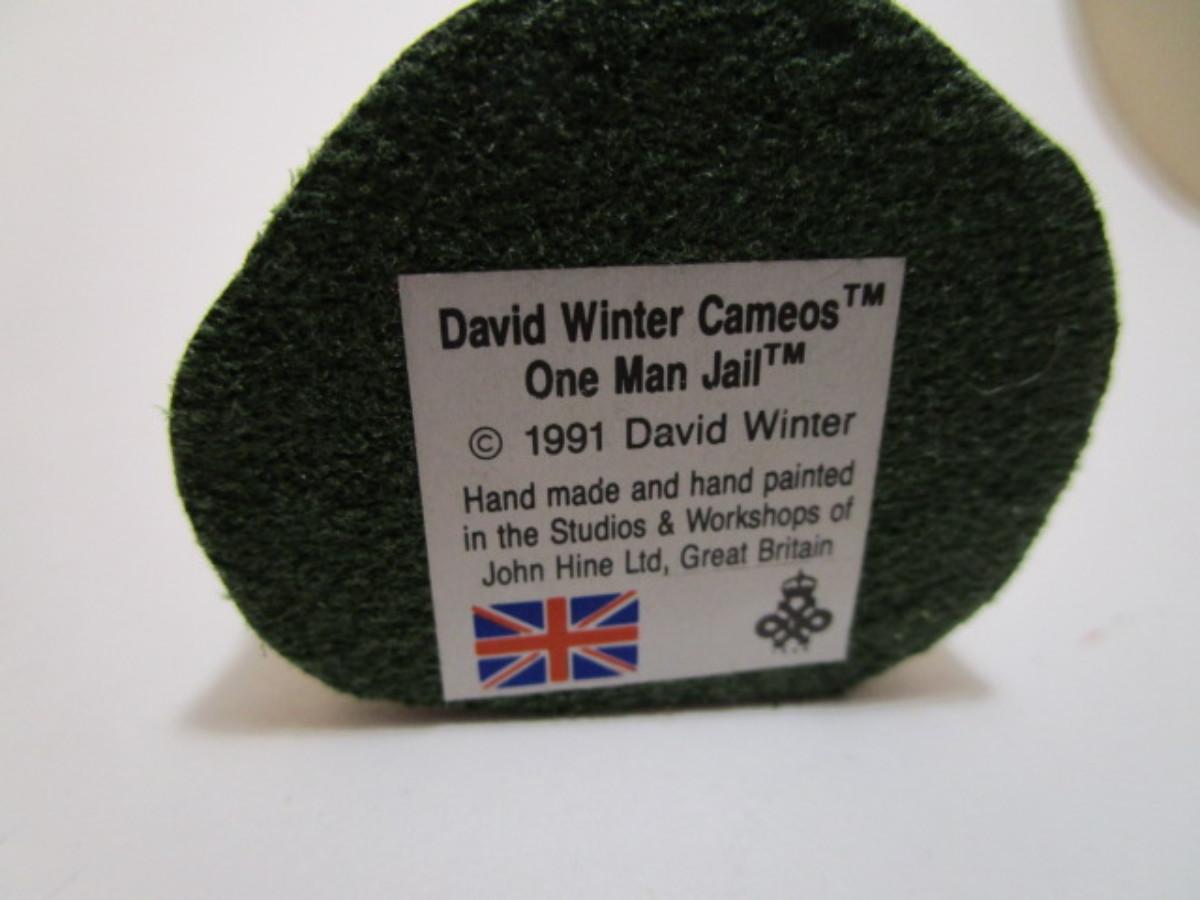 David Winter Cameos™
One Man Jail™
© 1991 David Winter
Hand made and hand painted
in the Studios & Workshops of
John Hine Ltd, Great Britain